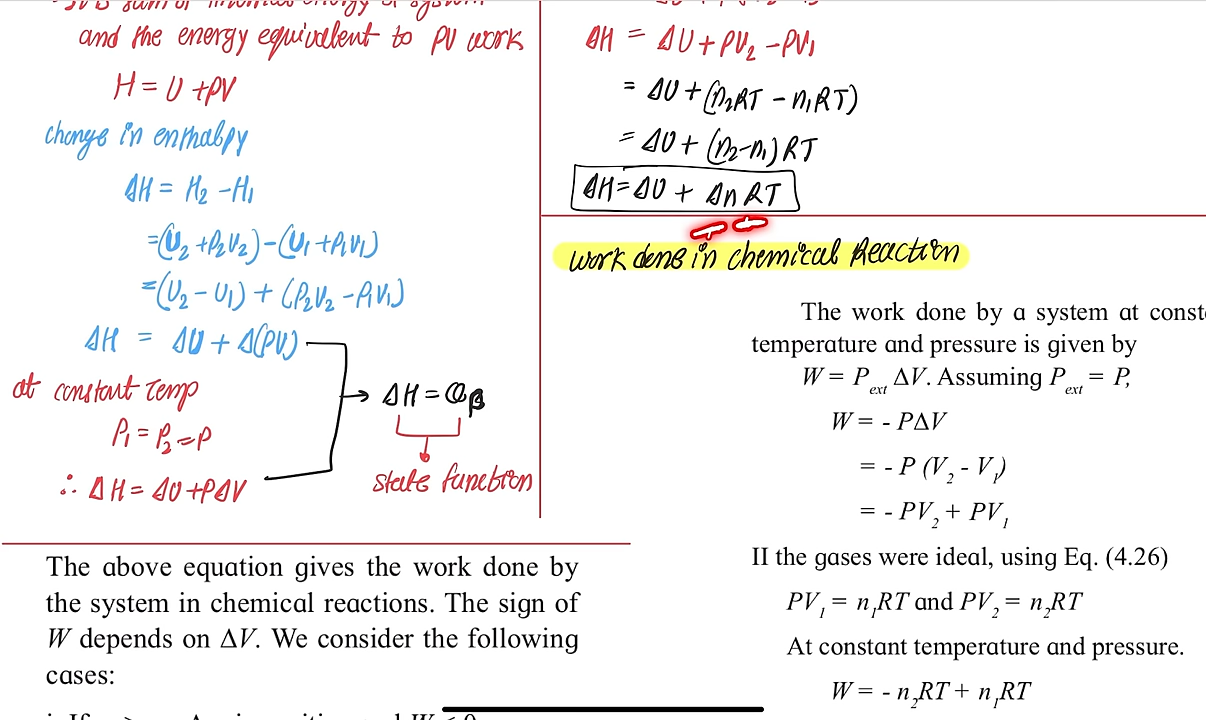 and the energy equivalent to PV work
H = U + PV
change in enthalpy
ΔH = H₂ - H₁
=(U₂ + P₂V₂) - (U₁ + P₁V₁)
=(U₂ - U₁) + (P₂V₂ - P₁V₁)
ΔH = ΔU + Δ(PV)
at constant Temp
P₁ = P₂ = P
∴ ΔH = ΔU + PΔV
ΔH = Qₚ
state function
The above equation gives the work done by
the system in chemical reactions. The sign of
W depends on ΔV. We consider the following
cases:
ΔH = ΔU + PV₂ - PV₁
= ΔU + (n₂RT - n₁RT)
= ΔU + (n₂-n₁) RT
ΔH = ΔU + Δn RT
work done in chemical Reaction
The work done by a system at const
temperature and pressure is given by
W = P_ext ΔV. Assuming P_ext = P,
W = - PΔV
= - P (V₂ - V₁)
= - PV₂ + PV₁
II the gases were ideal, using Eq. (4.26)
PV₁ = n₁RT and PV₂ = n₂RT
At constant temperature and pressure.
W = - n₂RT + n₁RT